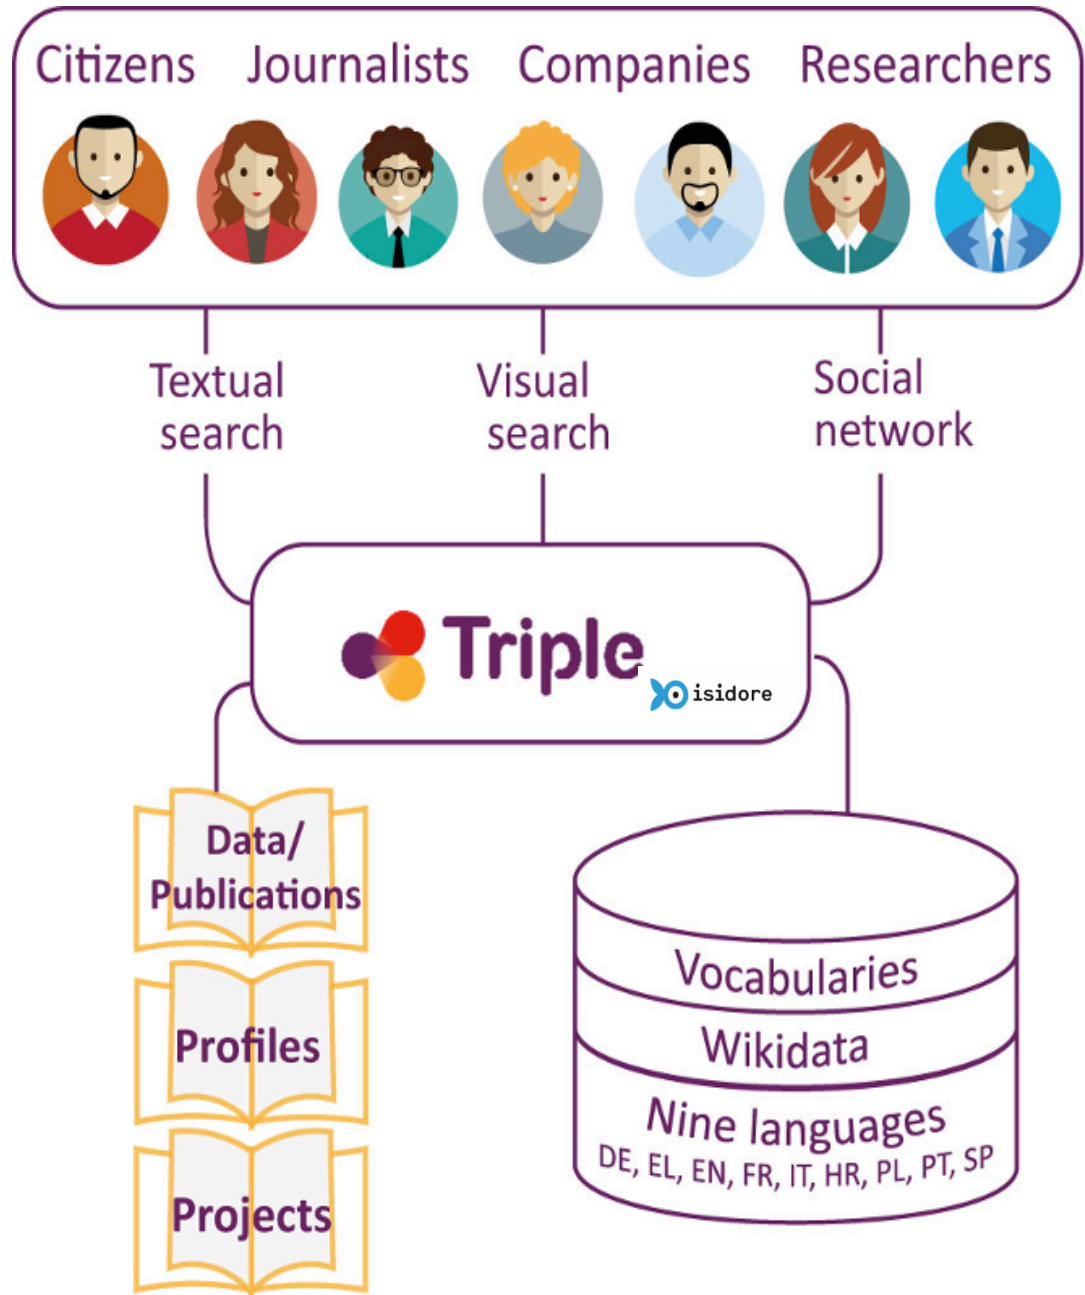 Citizens Journalists Companies Researchers
Textual
search
Visual
search
Social
network
Triple
isidore
Data/
Publications
Profiles
Projects
Vocabularies
Wikidata
Nine languages
DE, EL, EN, FR, IT, HR, PL, PT, SP